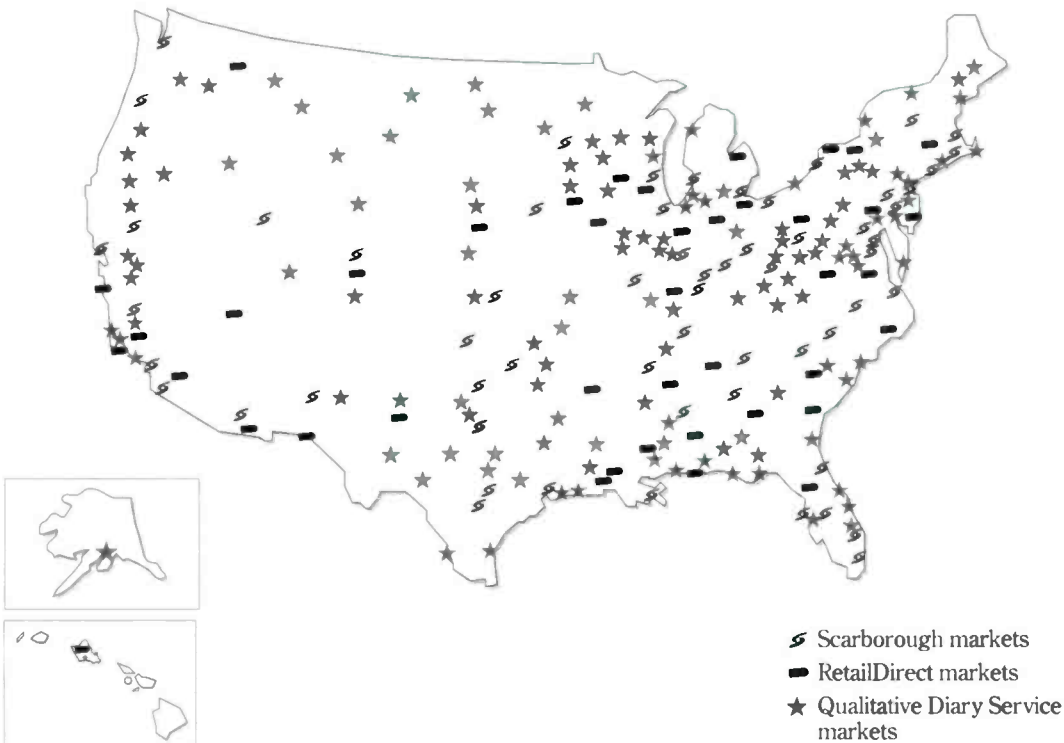 Scarborough markets
RetailDirect markets
Qualitative Diary Service
markets